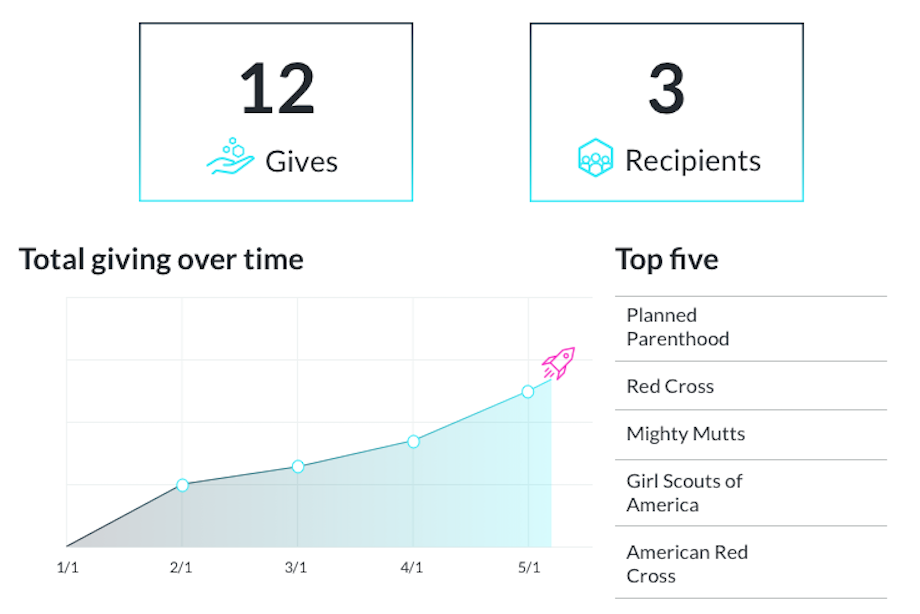 12
Gives
3
Recipients
Total giving over time
1/1 2/1 3/1 4/1 5/1
Top five
Planned
Parenthood
Red Cross
Mighty Mutts
Girl Scouts of
America
American Red
Cross